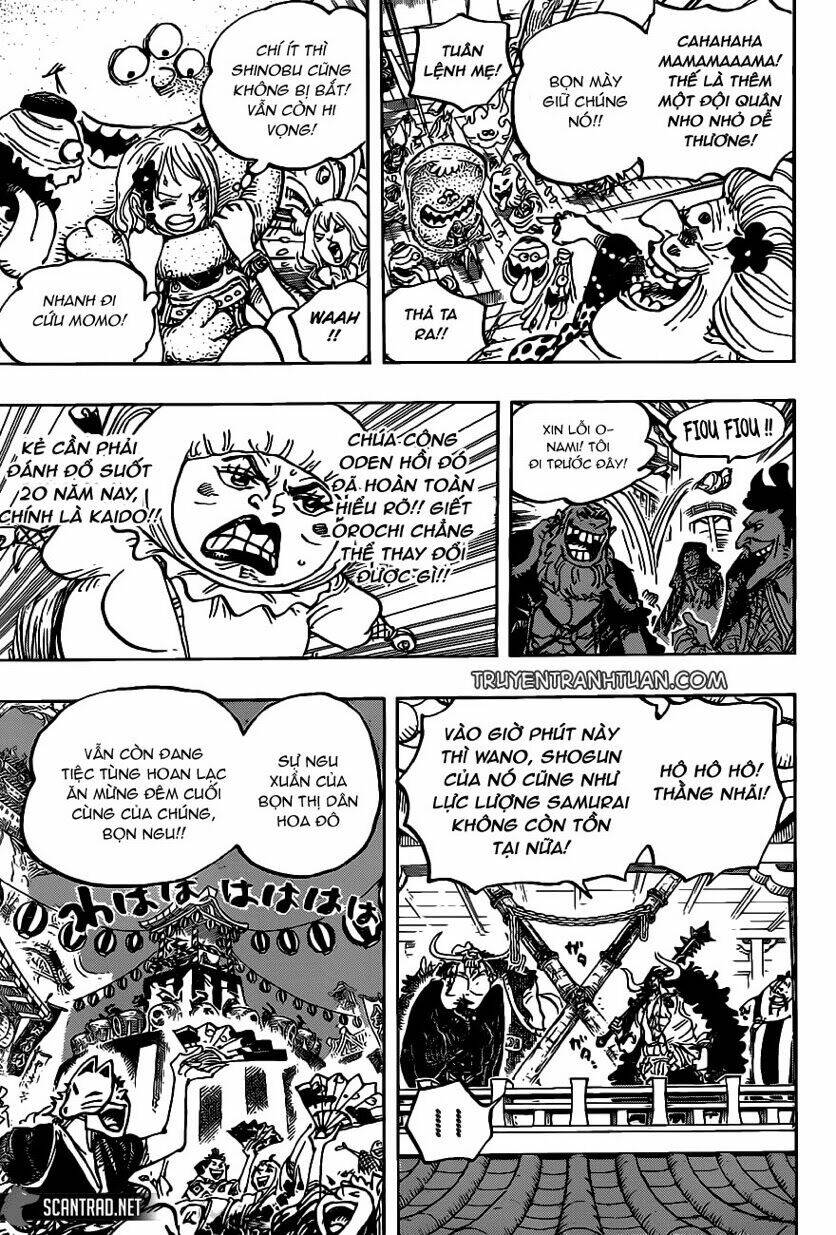 CAHAHAHA
MAMAMAAAMA!
THẾ LÀ THÊM
MỘT ĐỘI QUÂN
NHO NHỎ DỄ
THƯƠNG!
BỌN MÀY
GIỮ CHÚNG
NÓ!!
TUÂN
LỆNH MẸ!
THẢ TA
RA!!
CHÍ ÍT THÌ
SHINOBU CŨNG
KHÔNG BỊ BẮT!
VẪN CÒN HI
VỌNG!
NHANH ĐI
CỨU MOMO!
WAAH
!!
FIOU FIOU !!
XIN LỖI O-
NAMI! TÔI
ĐI TRƯỚC ĐÂY!
CHÚA CÔNG
ODEN HỒI ĐÓ
ĐÃ HOÀN TOÀN
HIỂU RÕ!! GIẾT
OROCHI CHẲNG
THỂ THAY ĐỔI
ĐƯỢC GÌ!!
KẺ CẦN PHẢI
ĐÁNH ĐỔ SUỐT
20 NĂM NAY,
CHÍNH LÀ KAIDO!!
TRUYENTRANHTUAN.COM
HÔ HÔ HÔ!
THẰNG NHÃI!
VÀO GIỜ PHÚT NÀY
THÌ WANO, SHOGUN
CỦA NÓ CŨNG NHƯ
LỰC LƯỢNG SAMURAI
KHÔNG CÒN TỒN
TẠI NỮA!
ガタ
ガタ
!!
SỰ NGU
XUẨN CỦA
BỌN THỊ DÂN
HOA ĐÔ
VẪN CÒN ĐANG
TIỆC TÙNG HOAN LẠC
ĂN MỪNG ĐÊM CUỐI
CÙNG CỦA CHÚNG,
BỌN NGU!!
わはははははは
SCANTRAD.NET